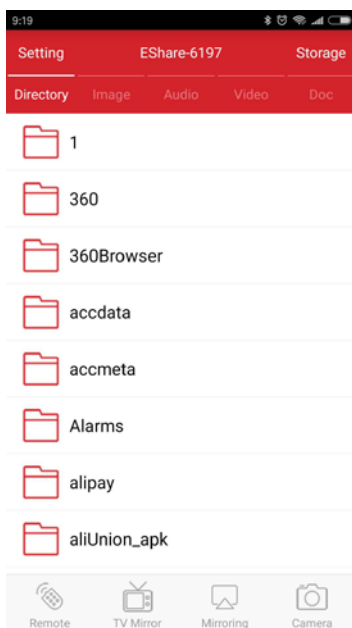 9:19
Setting EShare-6197 Storage
Directory Image Audio Video Doc
1
360
360Browser
accdata
accmeta
Alarms
alipay
aliUnion_apk
Remote TV Mirror Mirroring Camera